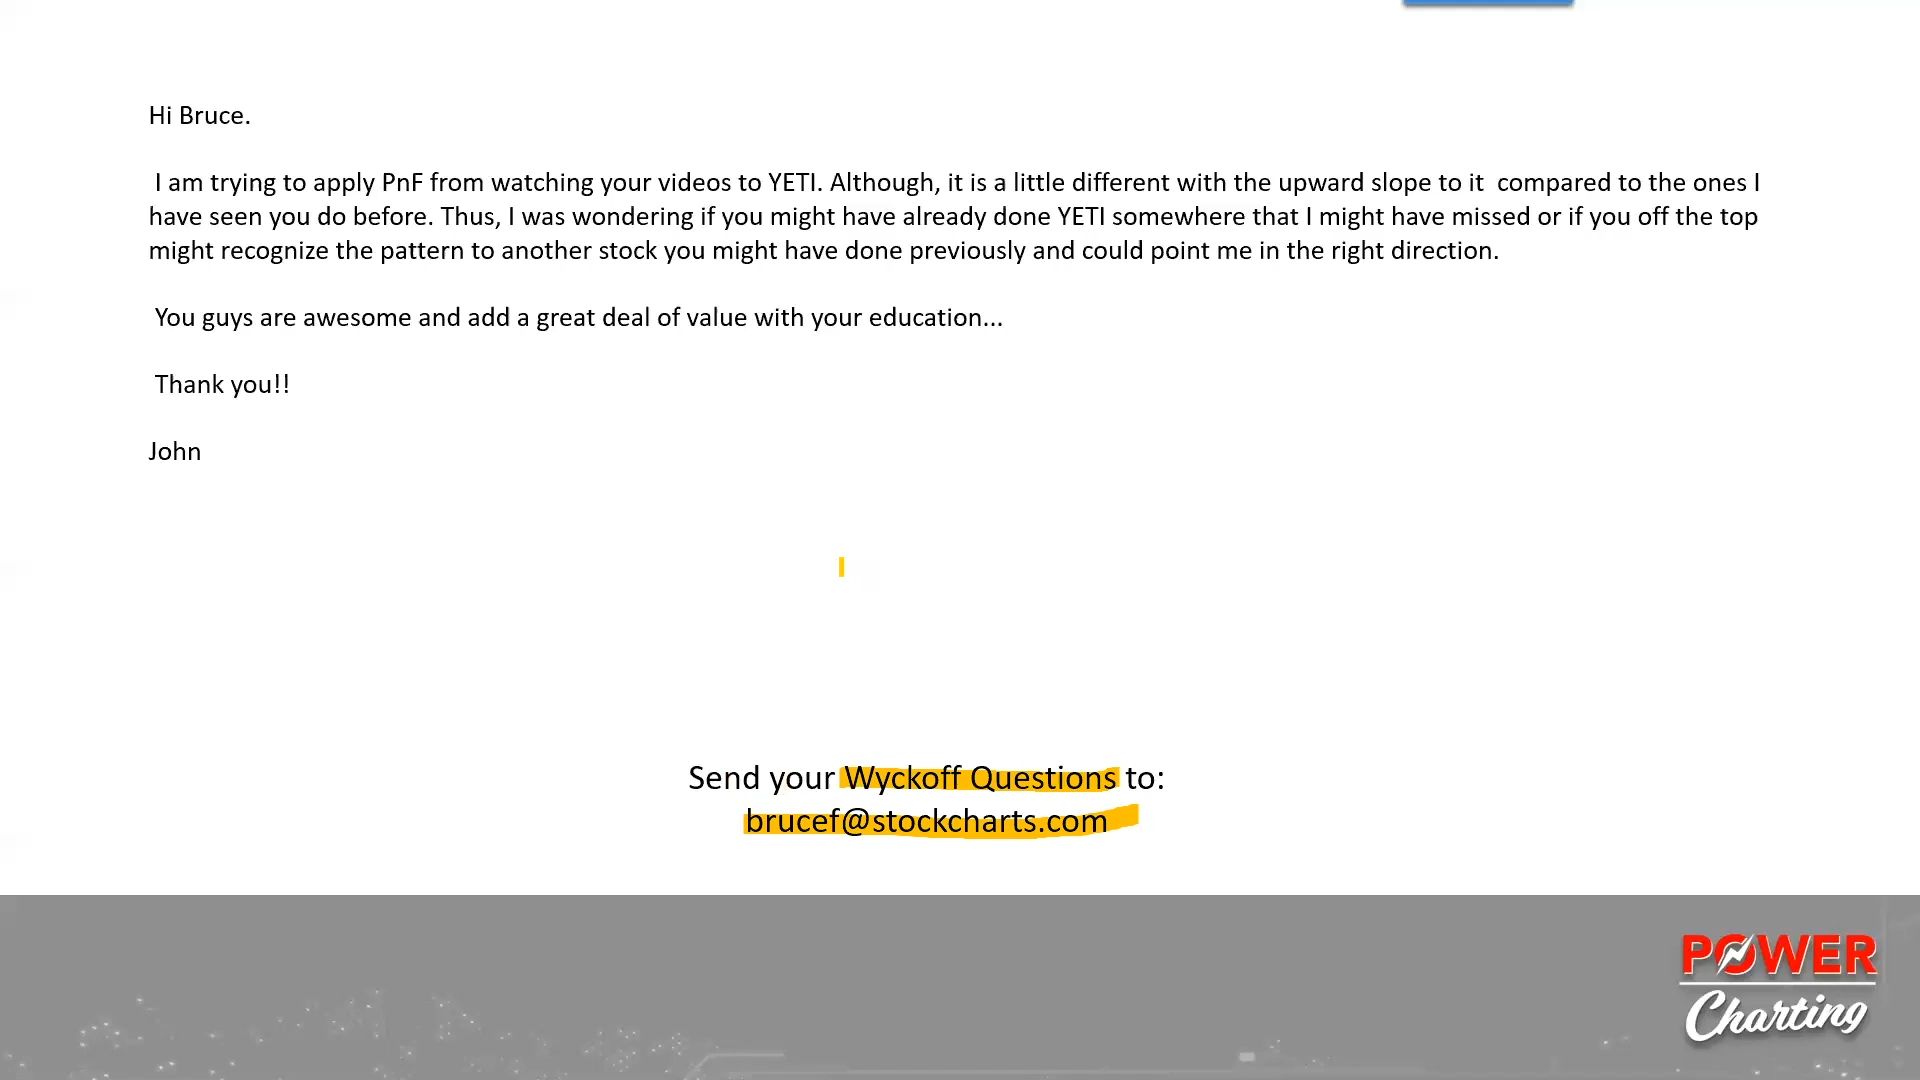 Hi Bruce.
I am trying to apply PnF from watching your videos to YETI. Although, it is a little different with the upward slope to it  compared to the ones I
have seen you do before. Thus, I was wondering if you might have already done YETI somewhere that I might have missed or if you off the top
might recognize the pattern to another stock you might have done previously and could point me in the right direction.
You guys are awesome and add a great deal of value with your education...
Thank you!!
John
Send your Wyckoff Questions to:
brucef@stockcharts.com
POWER
Charting